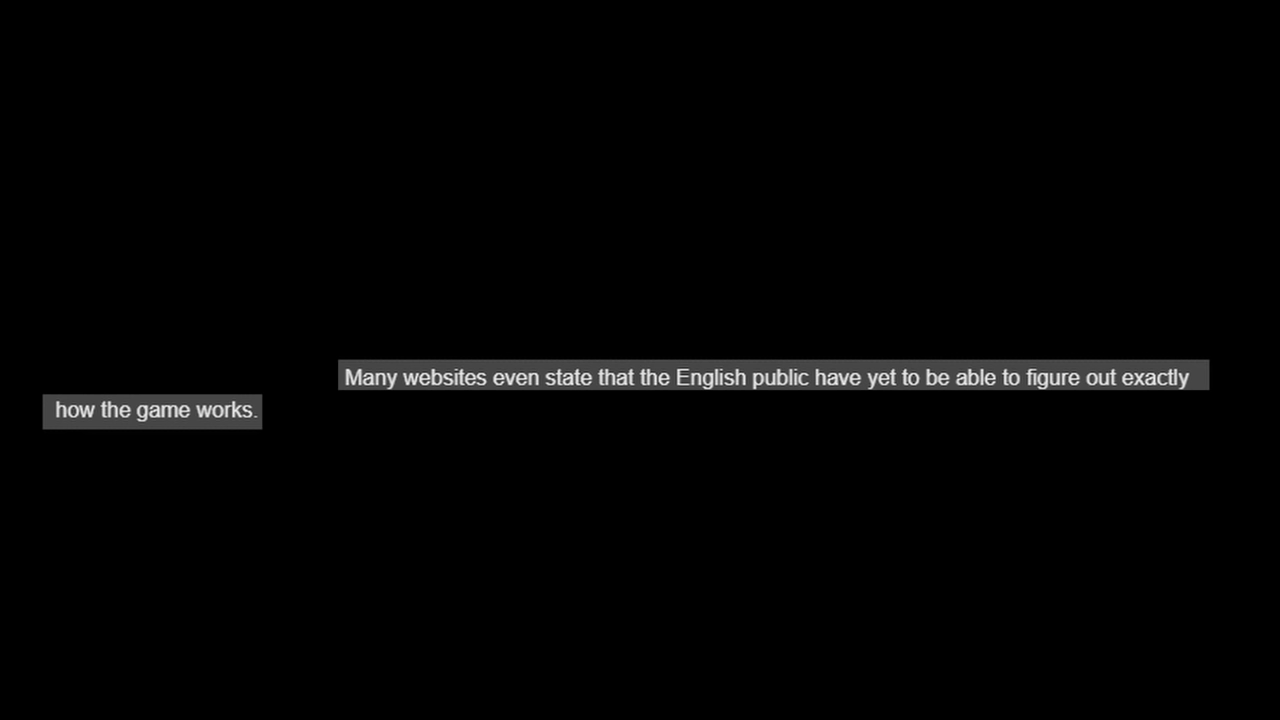 Many websites even state that the English public have yet to be able to figure out exactly
how the game works.